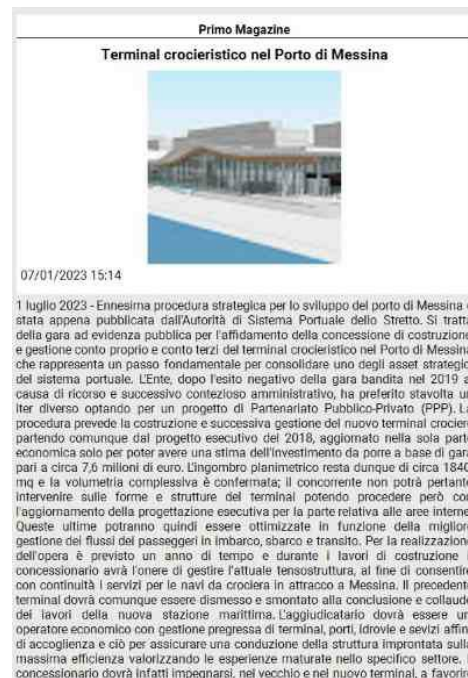 Primo Magazine
Terminal crocieristico nel Porto di Messina
07/01/2023 15:14
1 luglio 2023 - Ennesima procedura strategica per lo sviluppo del porto di Messina
stata appena pubblicata dall'Autorità di Sistema Portuale dello Stretto. Si tratta
della gara ad evidenza pubblica per l'affidamento della concessione di costruzione
e gestione conto proprio e conto terzi del terminal crocieristico nel Porto di Messina
che rappresenta un passo fondamentale per consolidare uno degli asset strategici
del sistema portuale. L'Ente, dopo l'esito negativo della gara bandita nel 2019 a
causa di ricorso e successivo contezioso amministrativo, ha preferito stavolta un
iter diverso optando per un progetto di Partenariato Pubblico-Privato (PPP). La
procedura prevede la costruzione e successiva gestione del nuovo terminal crociere
partendo comunque dal progetto esecutivo del 2018, aggiornato nella sola parte
economica solo per poter avere una stima dell'investimento da porre a base di gara
pari a circa 7,6 milioni di euro. L'ingombro planimetrico resta dunque di circa 1840
mq e la volumetria complessiva è confermata; il concorrente non potrà pertanto
intervenire sulle forme e strutture del terminal potendo procedere però con
l'aggiornamento della progettazione esecutiva per la parte relativa alle aree interne.
Queste ultime potranno quindi essere ottimizzate in funzione della migliore
gestione dei flussi dei passeggeri in imbarco, sbarco e transito. Per la realizzazione
dell'opera è previsto un anno di tempo e durante i lavori di costruzione il
concessionario avrà l'onere di gestire l'attuale tensostruttura, al fine di consentire
con continuità i servizi per le navi da crociera in attracco a Messina. Il precedente
terminal dovrà comunque essere dismesso e smontato alla conclusione e collaudo
dei lavori della nuova stazione marittima. L'aggiudicatario dovrà essere un
operatore economico con gestione pregressa di terminal, porti, idrovie e sevizi affini
di accoglienza e ciò per assicurare una conduzione della struttura improntata sulla
massima efficienza valorizzando le esperienze maturate nello specifico settore. Il
concessionario dovrà infatti impegnarsi, nel vecchio e nel nuovo terminal, a favorire